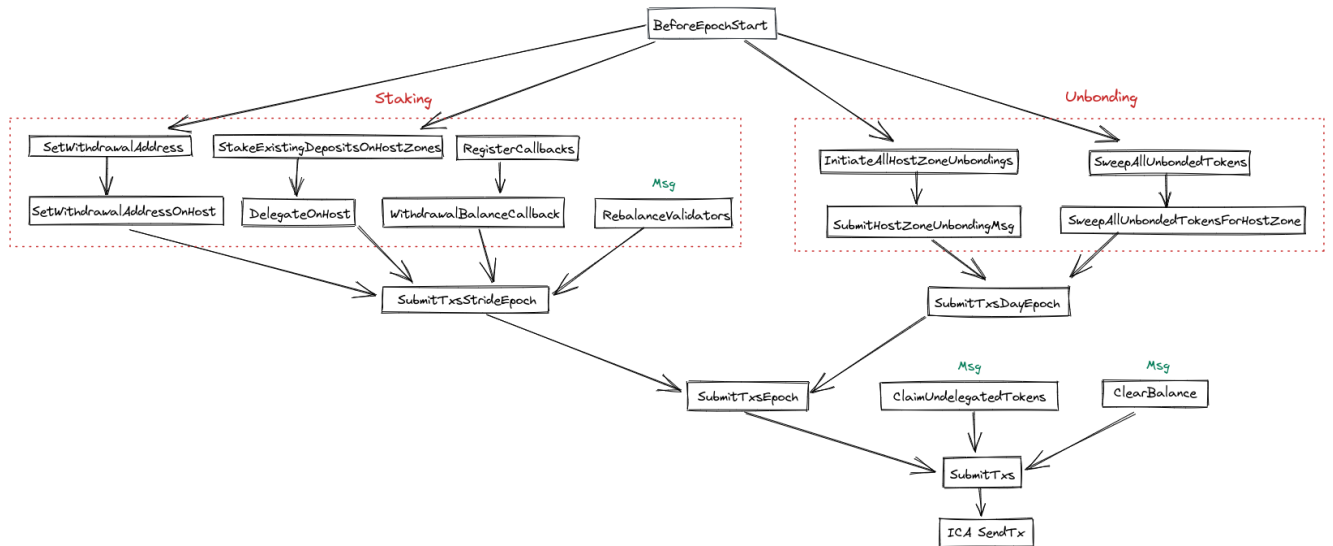 BeforeEpochStart
Staking
Unbonding
SetWithdrawalAddress
StakeExistingDepositsOnHostZones
RegisterCallbacks
InitiateAllHostZoneUnbondings
SweepAllUnbondedTokens
Msg
SetWithdrawalAddressOnHost
DelegateOnHost
WithdrawalBalanceCallback
RebalanceValidators
SubmitHostZoneUnbondingMsg
SweepAllUnbondedTokensForHostZone
SubmitTxsStrideEpoch
SubmitTxsDayEpoch
Msg
Msg
SubmitTxsEpoch
ClaimUndelegatedTokens
ClearBalance
SubmitTxs
ICA SendTx